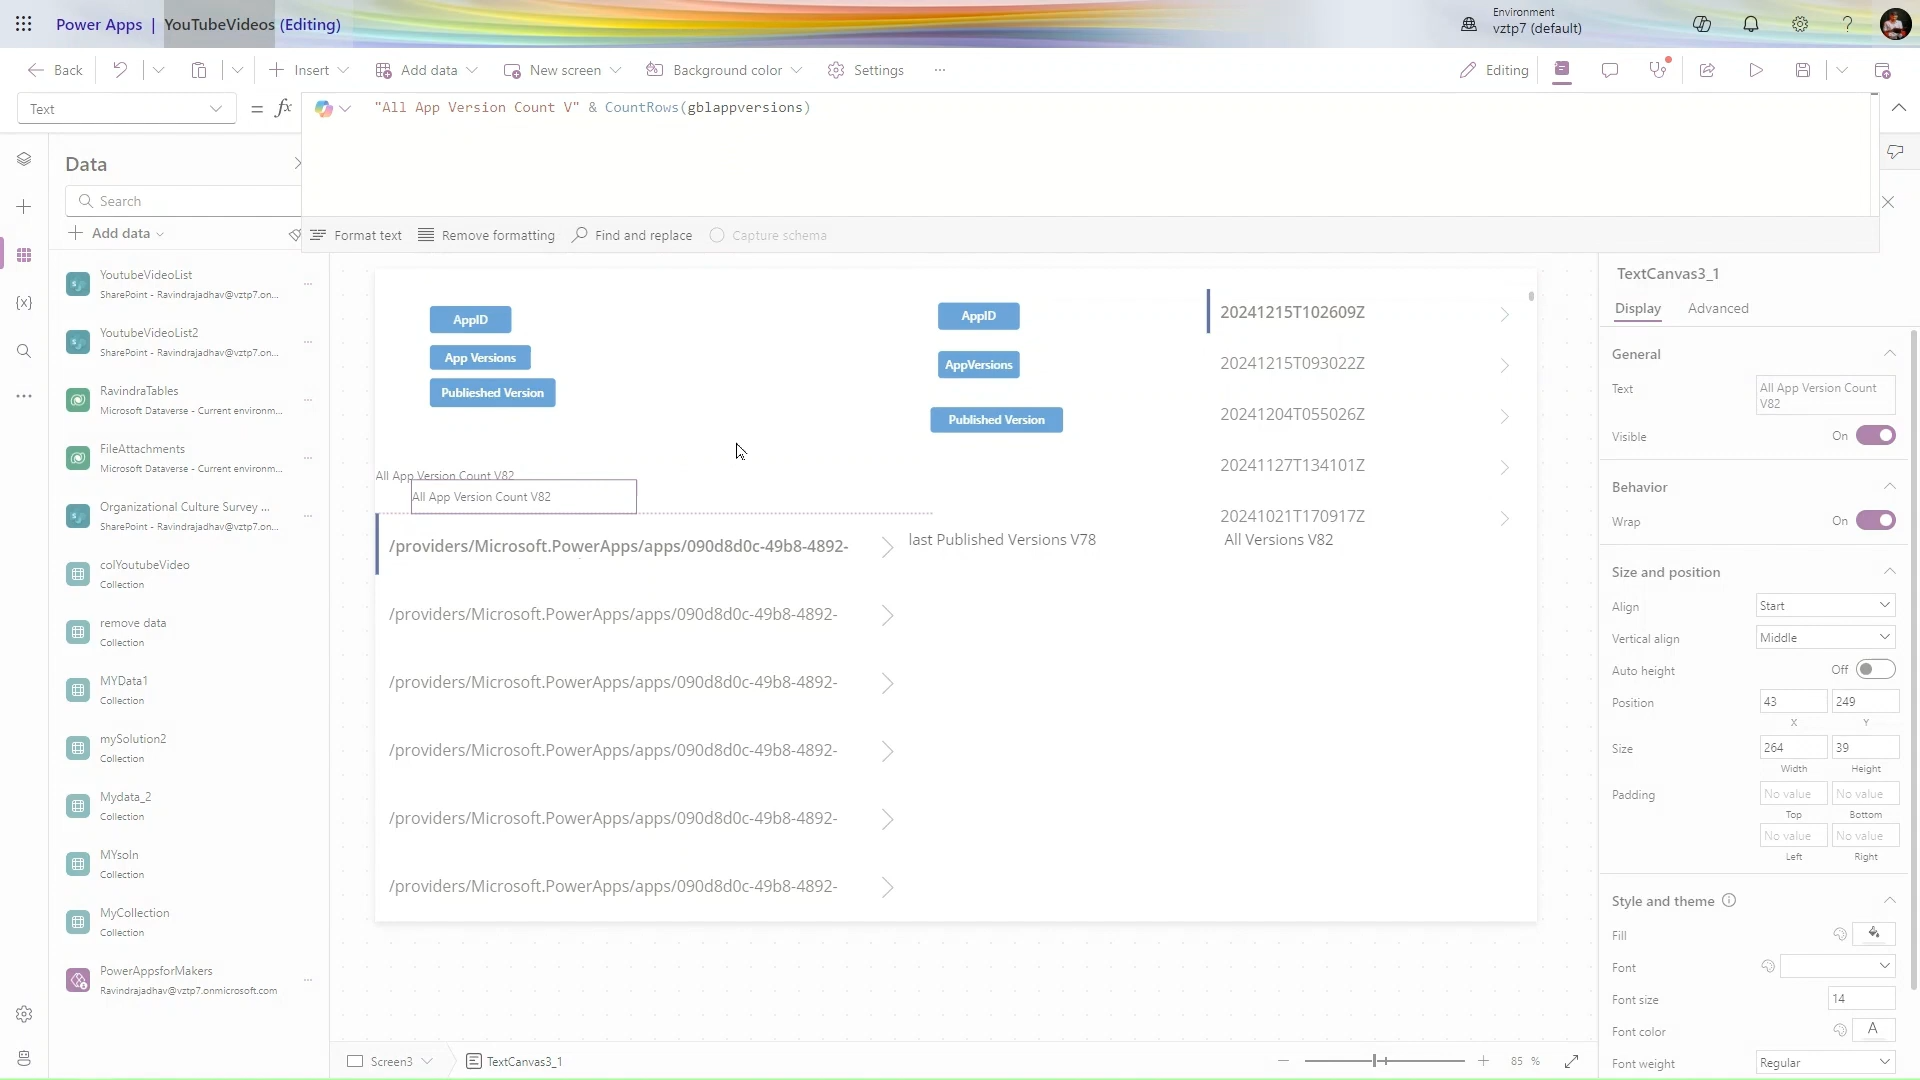 Power Apps | YouTubeVideos (Editing)
Environment
vztp7 (default)
Back
Insert
Add data
New screen
Background color
Settings
Editing
Text
= fx
"All App Version Count V" & CountRows(gblappversions)
Data
Search
Add data
Format text
Remove formatting
Find and replace
Capture schema
YoutubeVideoList
SharePoint - Ravindrajadhav@vztp7.on...
YoutubeVideoList2
SharePoint - Ravindrajadhav@vztp7.on...
RavindraTables
Microsoft Dataverse - Current environm...
FileAttachments
Microsoft Dataverse - Current environm...
Organizational Culture Survey ...
SharePoint - Ravindrajadhav@vztp7.on...
colYoutubeVideo
Collection
remove data
Collection
MYData1
Collection
mySolution2
Collection
Mydata_2
Collection
MYsoln
Collection
MyCollection
Collection
PowerAppsforMakers
Ravindrajadhav@vztp7.onmicrosoft.com
AppID
App Versions
Publieshed Version
All App Version Count V82
All App Version Count V82
/providers/Microsoft.PowerApps/apps/090d8d0c-49b8-4892-
/providers/Microsoft.PowerApps/apps/090d8d0c-49b8-4892-
/providers/Microsoft.PowerApps/apps/090d8d0c-49b8-4892-
/providers/Microsoft.PowerApps/apps/090d8d0c-49b8-4892-
/providers/Microsoft.PowerApps/apps/090d8d0c-49b8-4892-
/providers/Microsoft.PowerApps/apps/090d8d0c-49b8-4892-
AppID
AppVersions
Published Version
last Published Versions V78
20241215T102609Z
20241215T093022Z
20241204T055026Z
20241127T134101Z
20241021T170917Z
All Versions V82
TextCanvas3_1
Display
Advanced
General
Text
All App Version Count V82
Visible
On
Behavior
Wrap
On
Size and position
Align
Start
Vertical align
Middle
Auto height
Off
Position
43
249
X
Y
Size
264
39
Width
Height
Padding
No value
No value
Top
Bottom
No value
No value
Left
Right
Style and theme
Fill
Font
Font size
14
Font color
A
Font weight
Regular
Screen3
TextCanvas3_1
85 %